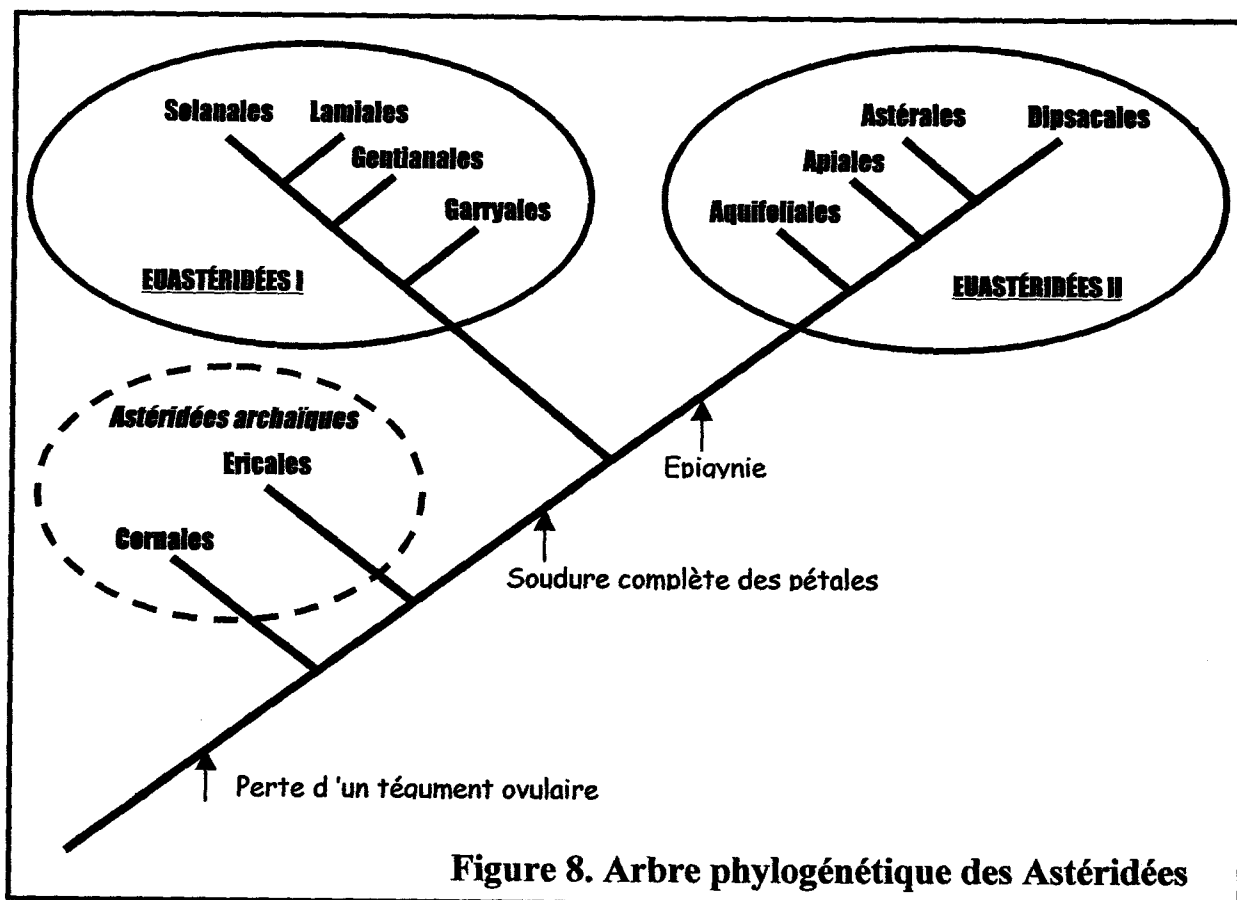 Solanales Lamiales
Gentianales
Garryales
EUASTÉRIDÉES I
Astérales Dipsacales
Apiales
Aquifoliales
EUASTÉRIDÉES II
Astéridées archaïques
Ericales
Cornales
Epigynie
Soudure complète des pétales
Perte d 'un tégument ovulaire
Figure 8. Arbre phylogénétique des Astéridées